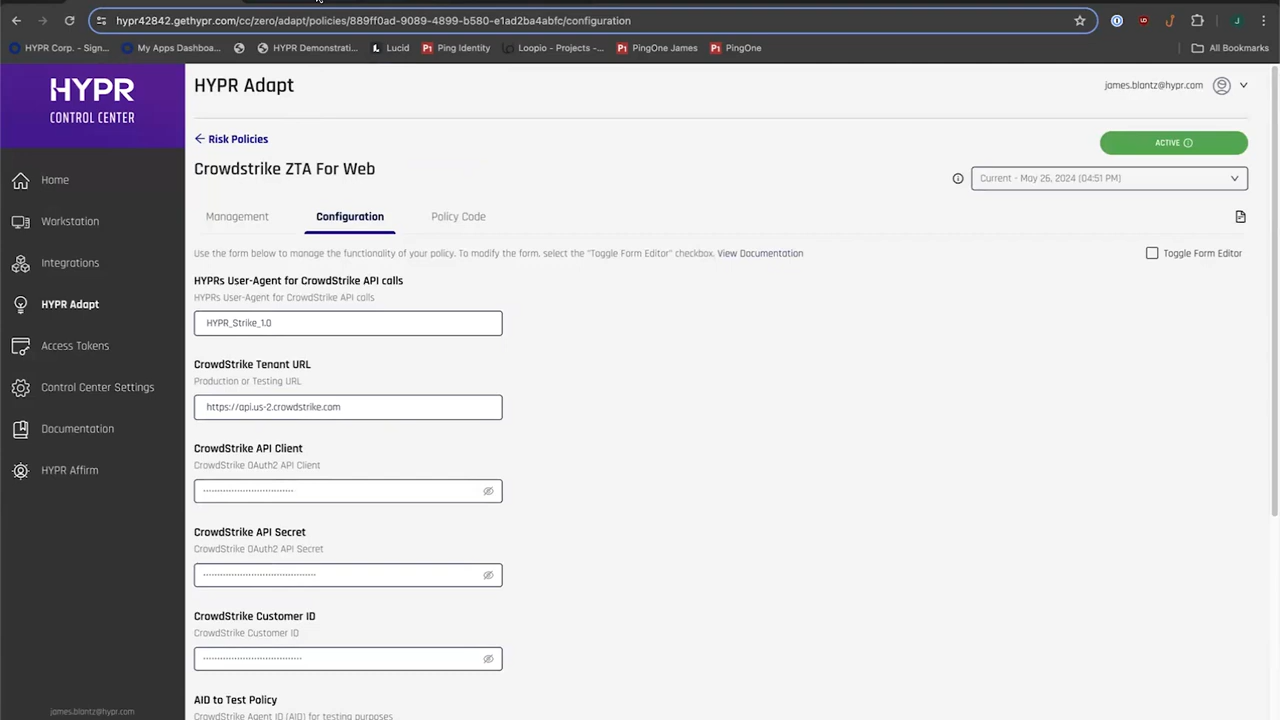 hypr42842.gethypr.com/cc/zero/adapt/policies/889ff0ad-9089-4899-b580-e1ad2ba4abfc/configuration
HYPR Corp. - Sign...
My Apps Dashboa...
HYPR Demonstrati...
Lucid
Ping Identity
Loopio - Projects -...
PingOne James
PingOne
All Bookmarks
HYPR
CONTROL CENTER
Home
Workstation
Integrations
HYPR Adapt
Access Tokens
Control Center Settings
Documentation
HYPR Affirm
james.blantz@hypr.com
HYPR Adapt
james.blantz@hypr.com
Risk Policies
ACTIVE
Crowdstrike ZTA For Web
Current - May 26, 2024 (04:51 PM)
Management
Configuration
Policy Code
Use the form below to manage the functionality of your policy. To modify the form, select the "Toggle Form Editor" checkbox. View Documentation
Toggle Form Editor
HYPRs User-Agent for CrowdStrike API calls
HYPRs User-Agent for CrowdStrike API calls
HYPR_Strike_1.0
CrowdStrike Tenant URL
Production or Testing URL
https://api.us-2.crowdstrike.com
CrowdStrike API Client
CrowdStrike OAuth2 API Client
CrowdStrike API Secret
CrowdStrike OAuth2 API Secret
CrowdStrike Customer ID
CrowdStrike Customer ID
AID to Test Policy
CrowdStrike Agent ID (AID) for testing purposes